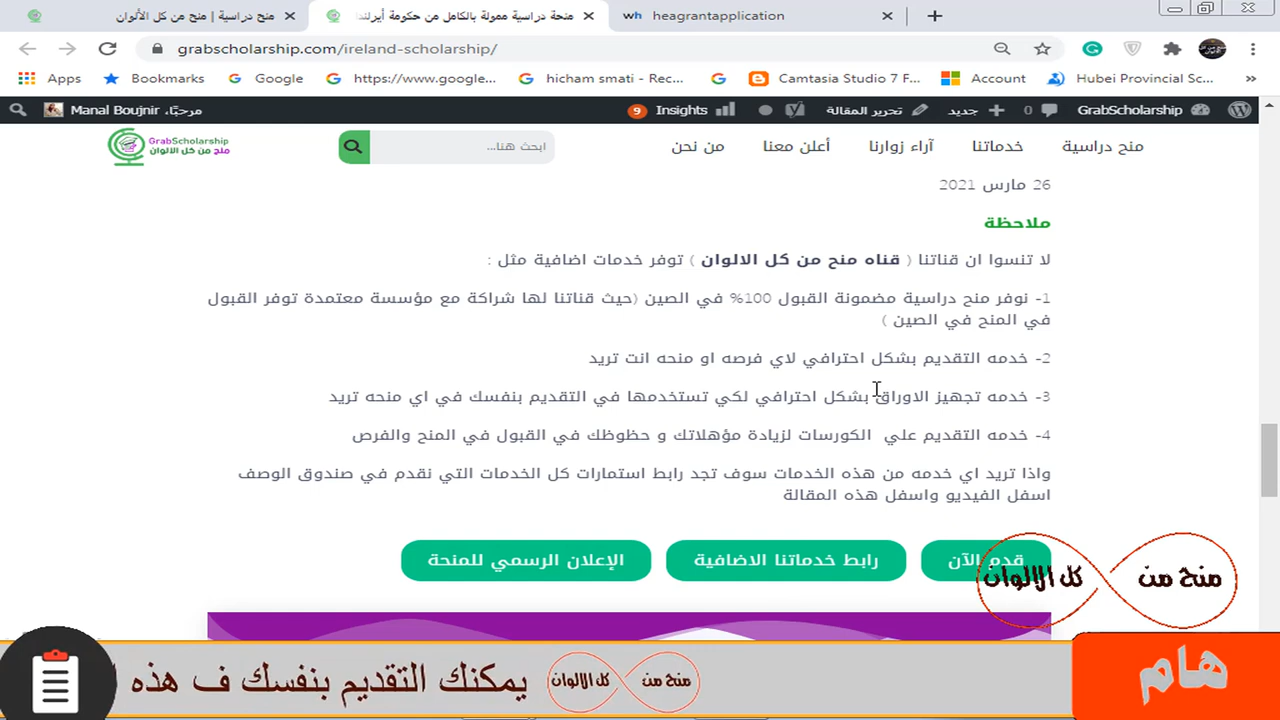 منح دراسية | منح من كل الألوان
منحة دراسية ممولة بالكامل من حكومة أيرلندا
heagrantapplication
grabscholarship.com/ireland-scholarship/
Apps Bookmarks Google https://www.google... hicham smati - Rec... Camtasia Studio 7 F... Account Hubei Provincial Sc... »
مرحبًا، Manal Boujnir
9 Insights تحرير المقالة جديد 0 GrabScholarship
GrabScholarship
منح من كل الالوان
ابحث هنا...
منح دراسية خدماتنا آراء زوارنا أعلن معنا من نحن
26 مارس 2021
ملاحظة
لا تنسوا ان قناتنا ( قناه منح من كل الالوان ) توفر خدمات اضافية مثل :
1- نوفر منح دراسية مضمونة القبول 100% في الصين (حيث قناتنا لها شراكة مع مؤسسة معتمدة توفر القبول
في المنح في الصين )
2- خدمه التقديم بشكل احترافي لاي فرصه او منحه انت تريد
3- خدمه تجهيز الاوراق بشكل احترافي لكي تستخدمها في التقديم بنفسك في اي منحه تريد
4- خدمه التقديم علي الكورسات لزيادة مؤهلاتك و حظوظك في القبول في المنح والفرص
واذا تريد اي خدمه من هذه الخدمات سوف تجد رابط استمارات كل الخدمات التي نقدم في صندوق الوصف
اسفل الفيديو واسفل هذه المقالة
قدم الآن رابط خدماتنا الاضافية الإعلان الرسمي للمنحة
منح من كل الالوان
هام
منح من كل الالوان
يمكنك التقديم بنفسك ف هذه ا